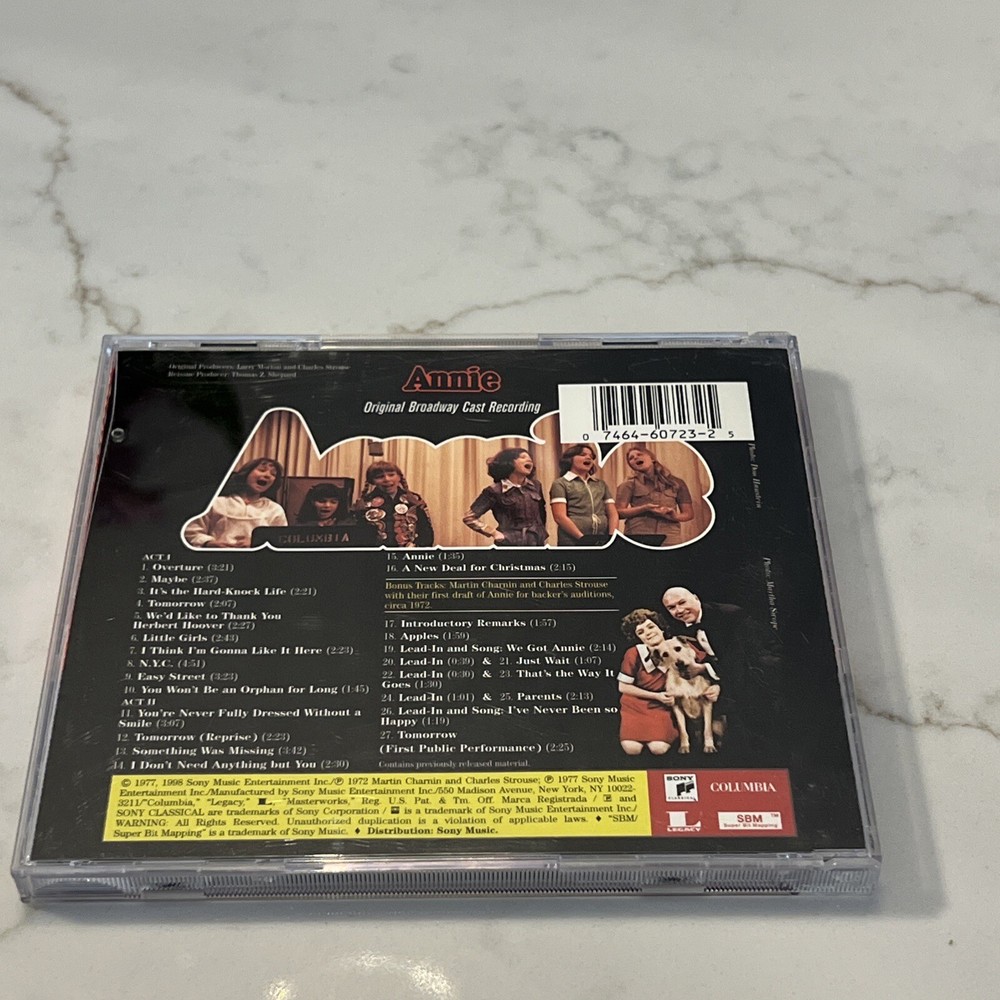 Original Producers: Larry Morton and Charles Strouse
Reissue Producer: Thomas Z. Shepard
Annie
Original Broadway Cast Recording
0 7464-60723-2 5
COLUMBIA
ACT I
1. Overture (3:21)
2. Maybe (2:37)
3. It's the Hard-Knock Life (2:21)
4. Tomorrow (2:07)
5. We'd Like to Thank You
Herbert Hoover (2:27)
6. Little Girls (2:43)
7. I Think I'm Gonna Like It Here (2:23)
8. N.Y.C. (4:51)
9. Easy Street (3:23)
10. You Won't Be an Orphan for Long (1:45)
ACT II
11. You're Never Fully Dressed Without a
Smile (3:07)
12. Tomorrow (Reprise) (2:23)
13. Something Was Missing (3:42)
14. I Don't Need Anything but You (2:30)
15. Annie (1:35)
16. A New Deal for Christmas (2:15)
Bonus Tracks: Martin Charnin and Charles Strouse
with their first draft of Annie for backer's auditions,
circa 1972.
17. Introductory Remarks (1:57)
18. Apples (1:59)
19. Lead-In and Song: We Got Annie (2:14)
20. Lead-In (0:39) & 21. Just Wait (1:07)
22. Lead-In (0:30) & 23. That's the Way It
Goes (1:30)
24. Lead-In (1:01) & 25. Parents (2:13)
26. Lead-In and Song: I've Never Been so
Happy (1:19)
27. Tomorrow
(First Public Performance) (2:25)
Contains previously released material.
Photo: Don Hunstein
Photo: Martha Swope
© 1977, 1998 Sony Music Entertainment Inc./℗ 1972 Martin Charnin and Charles Strouse; ℗ 1977 Sony Music
Entertainment Inc./Manufactured by Sony Music Entertainment Inc./550 Madison Avenue, New York, NY 10022-
3211/"Columbia," "Legacy," L "Masterworks," Reg. U.S. Pat. & Tm. Off. Marca Registrada / and
SONY CLASSICAL are trademarks of Sony Corporation / is a trademark of Sony Music Entertainment Inc./
WARNING: All Rights Reserved. Unauthorized duplication is a violation of applicable laws. ♦ "SBM/
Super Bit Mapping" is a trademark of Sony Music. ♦ Distribution: Sony Music.
SONY
CLASSICAL
COLUMBIA
L
LEGACY
SBM ™
Super Bit Mapping